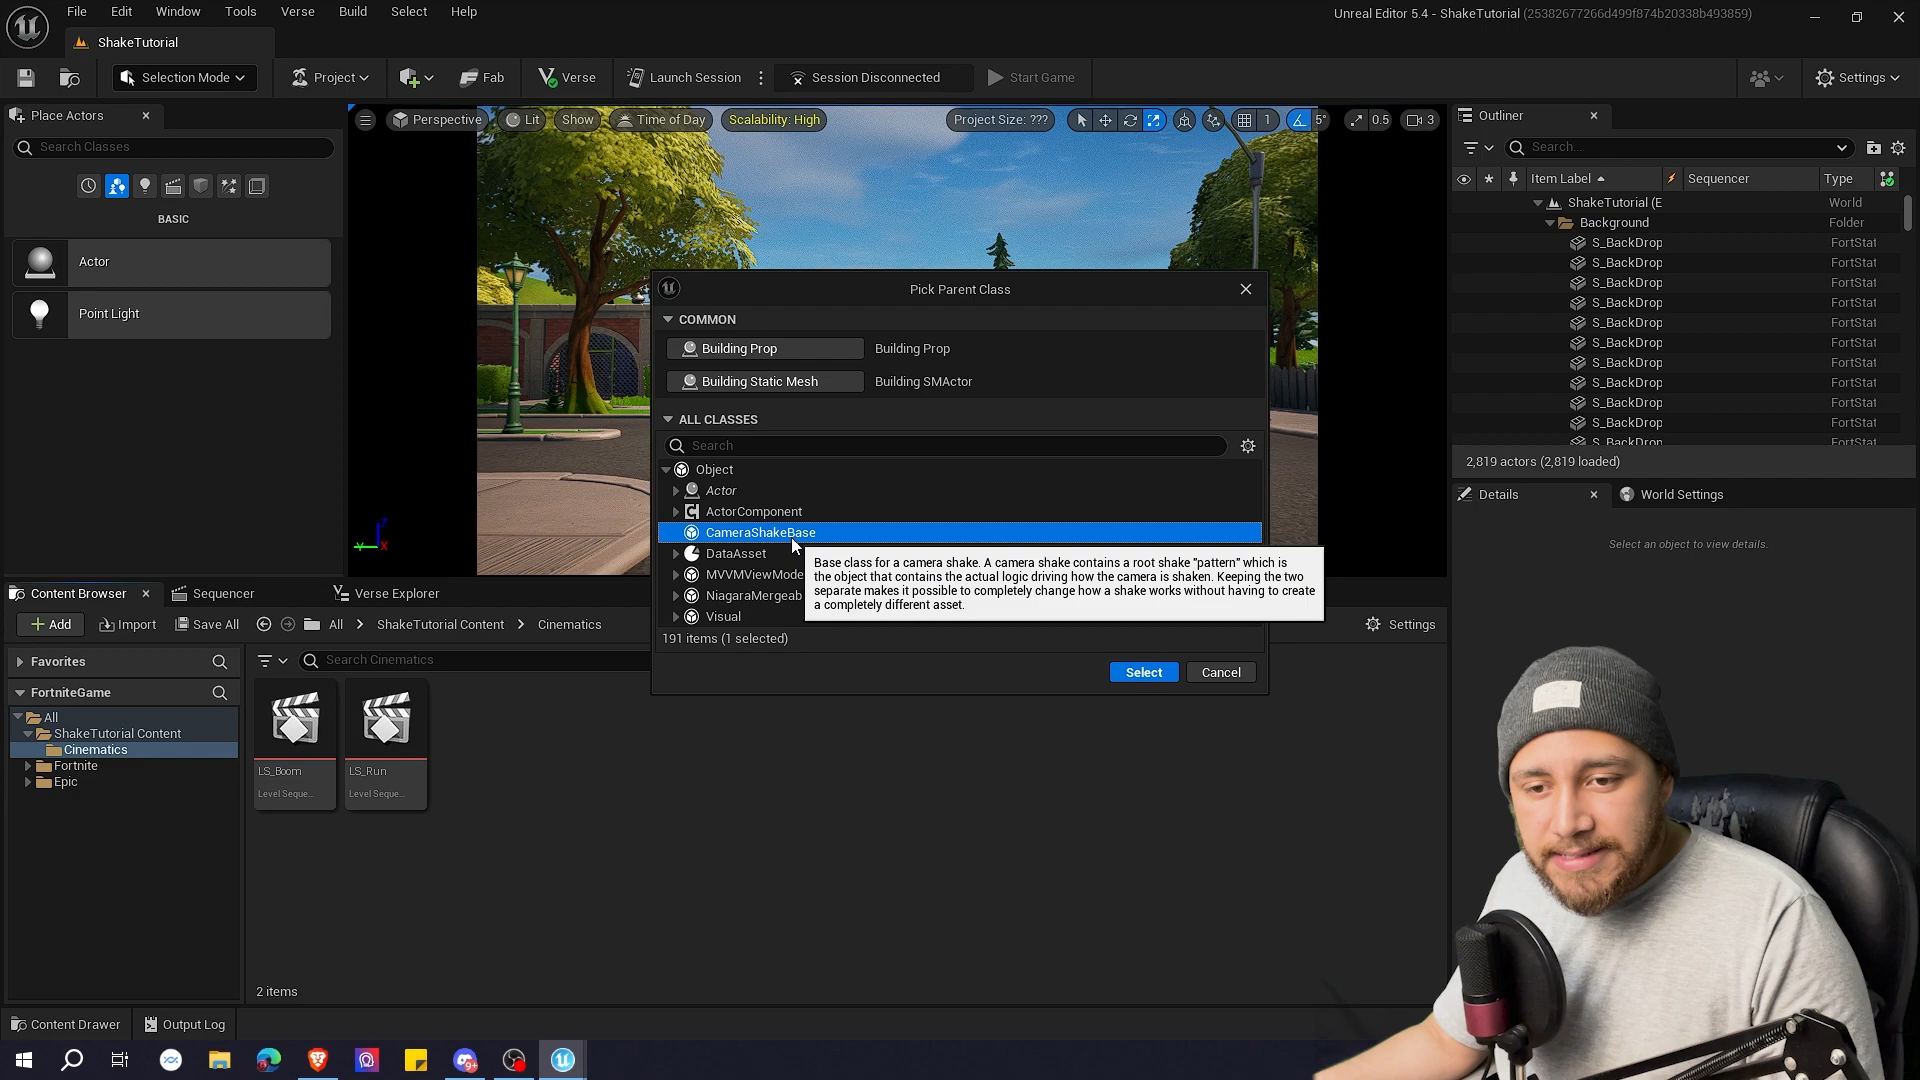 File Edit Window Tools Verse Build Select Help
Unreal Editor 5.4 - ShakeTutorial (25382677266d499f874b20338b493859)
ShakeTutorial
Selection Mode
Project
Fab
Verse
Launch Session
Session Disconnected
Start Game
Settings
Place Actors
Search Classes
BASIC
Actor
Point Light
Perspective
Lit
Show
Time of Day
Scalability: High
Project Size: ???
1
5°
0.5
3
Z
Y
X
Outliner
Search...
Item Label
Sequencer
Type
ShakeTutorial (E World
Background Folder
S_BackDrop FortStat
S_BackDrop FortStat
S_BackDrop FortStat
S_BackDrop FortStat
S_BackDrop FortStat
S_BackDrop FortStat
S_BackDrop FortStat
S_BackDrop FortStat
S_BackDrop FortStat
S_BackDrop FortStat
S_BackDrop FortStat
2,819 actors (2,819 loaded)
Details
World Settings
Select an object to view details.
Pick Parent Class
COMMON
Building Prop Building Prop
Building Static Mesh Building SMActor
ALL CLASSES
Search
Object
Actor
ActorComponent
CameraShakeBase
DataAsset
MVVMViewMode
NiagaraMergeab
Visual
Base class for a camera shake. A camera shake contains a root shake "pattern" which is
the object that contains the actual logic driving how the camera is shaken. Keeping the two
separate makes it possible to completely change how a shake works without having to create
a completely different asset.
191 items (1 selected)
Select
Cancel
Content Browser
Sequencer
Verse Explorer
Add
Import
Save All
All
ShakeTutorial Content
Cinematics
Settings
Favorites
Search Cinematics
FortniteGame
All
ShakeTutorial Content
Cinematics
Fortnite
Epic
LS_Boom
Level Seque...
LS_Run
Level Seque...
2 items
Content Drawer
Output Log
9+